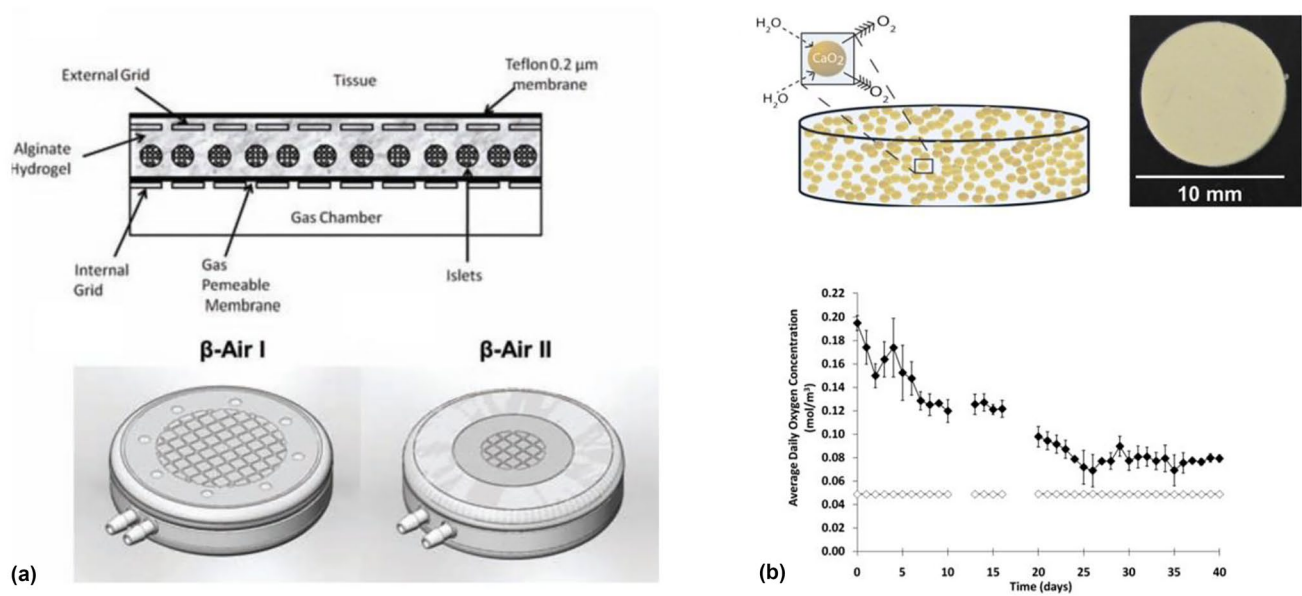 External Grid
Tissue
Teflon 0.2 µm
membrane
Alginate
Hydrogel
Gas Chamber
Internal
Grid
Gas
Pemeable
Membrane
Islets
β-Air I
β-Air II
(a)
H₂O
O₂
CaO₂
H₂O
O₂
10 mm
Average Daily Oxygen Concentration
(mol/m³)
0.22
0.20
0.18
0.16
0.14
0.12
0.10
0.08
0.06
0.04
0.02
0.00
0 5 10 15 20 25 30 35 40
Time (days)
(b)